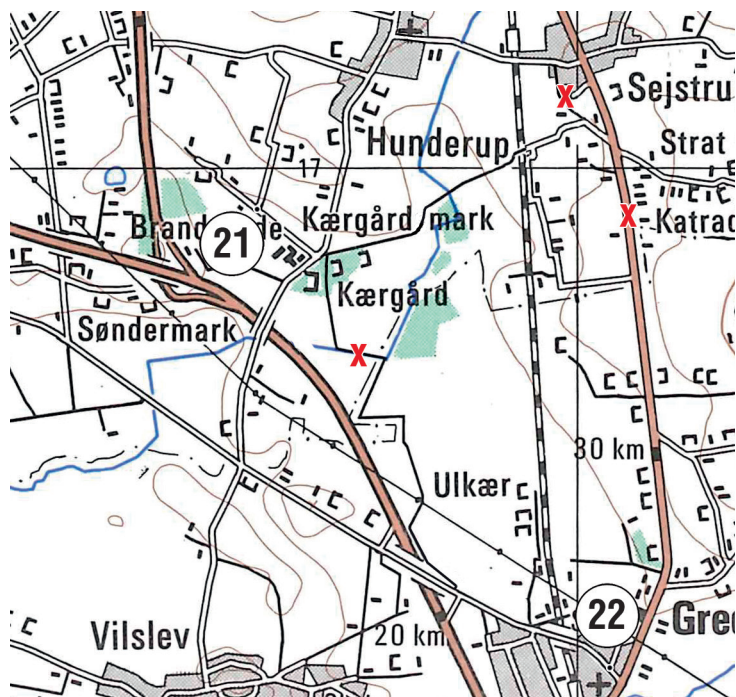 Sejstru
Hunderup
Strat
17
X
Brand
de
Kærgård mark
X
Katrad
21
Kærgård
Søndermark
X
30 km
Ulkær
22
Gred
Vilslev
20 km